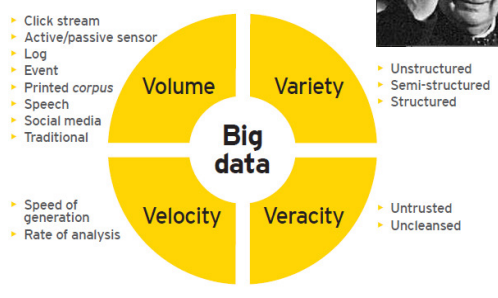 Click stream
Active/passive sensor
Log
Event
Printed corpus
Speech
Social media
Traditional
Volume
Variety
Unstructured
Semi-structured
Structured
Big
data
Speed of
generation
Rate of analysis
Velocity
Veracity
Untrusted
Uncleansed